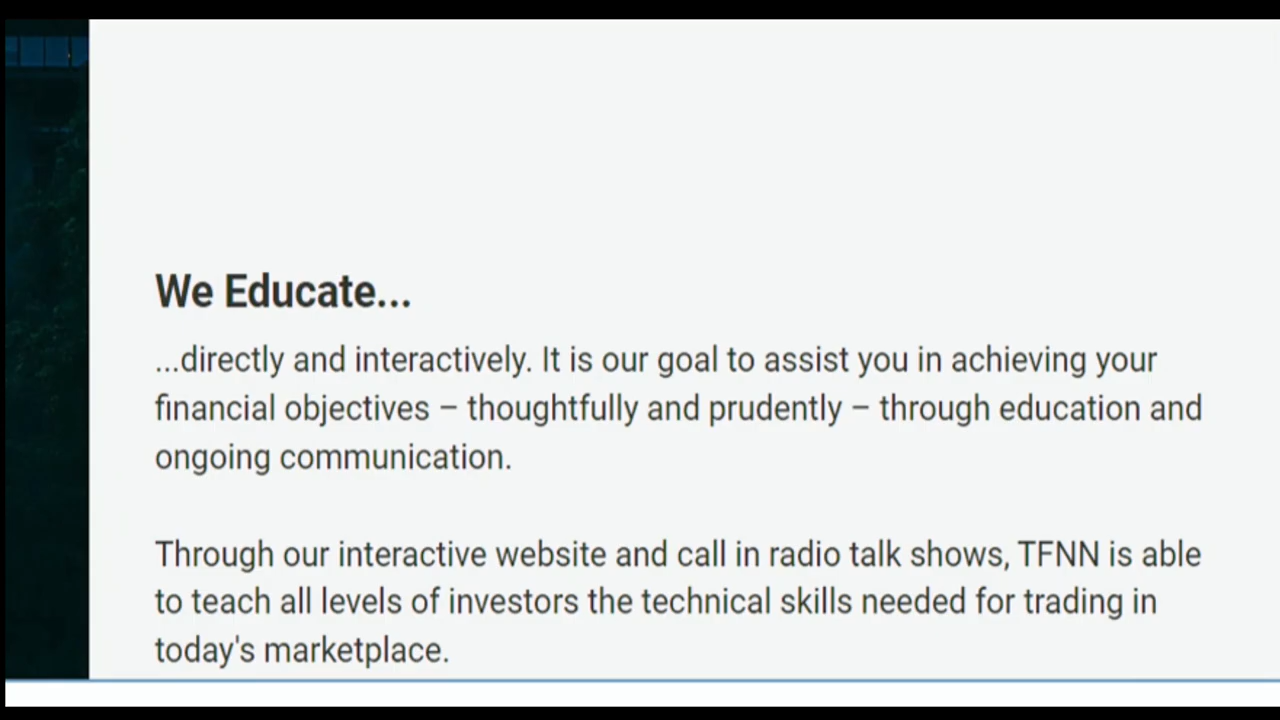 We Educate...
...directly and interactively. It is our goal to assist you in achieving your
financial objectives – thoughtfully and prudently – through education and
ongoing communication.
Through our interactive website and call in radio talk shows, TFNN is able
to teach all levels of investors the technical skills needed for trading in
today's marketplace.